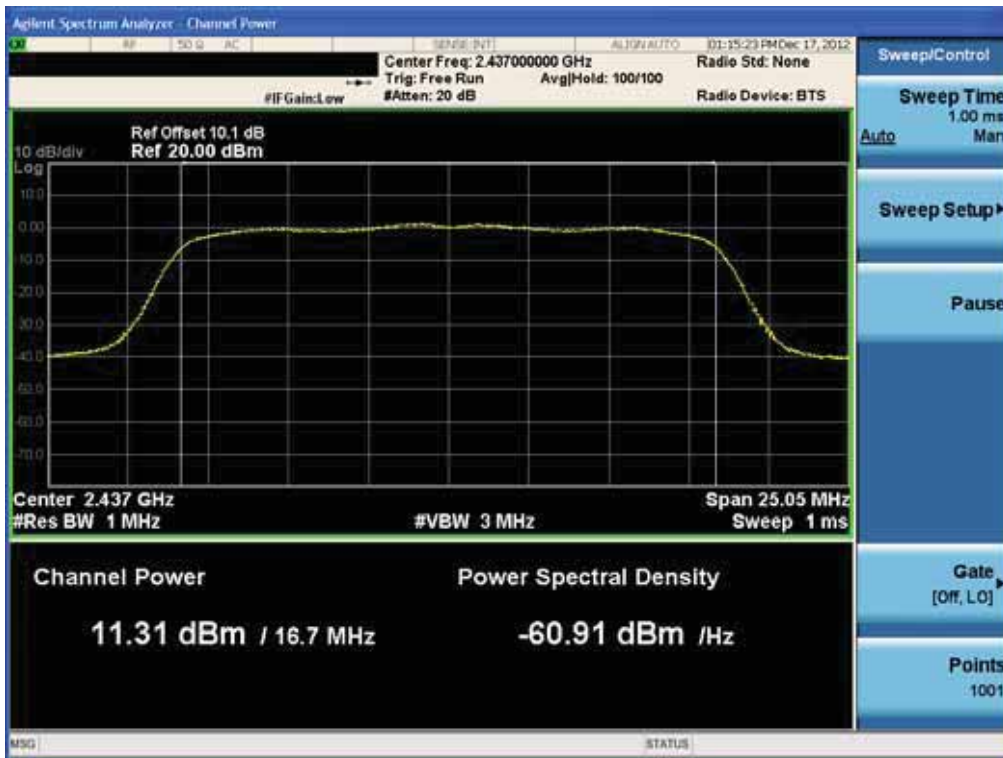 Agilent Spectrum Analyzer - Channel Power
RF 50 Ω AC SENSE:INT ALIGN AUTO 01:15:23 PM Dec 17, 2012
Center Freq: 2.437000000 GHz Radio Std: None
Trig: Free Run Avg|Hold: 100/100
#IFGain:Low #Atten: 20 dB Radio Device: BTS
Ref Offset 10.1 dB
10 dB/div Ref 20.00 dBm
Log
10.0
0.00
-10.0
-20.0
-30.0
-40.0
-50.0
-60.0
-70.0
Center 2.437 GHz Span 25.05 MHz
#Res BW 1 MHz #VBW 3 MHz Sweep 1 ms
Channel Power Power Spectral Density
11.31 dBm / 16.7 MHz -60.91 dBm /Hz
MSG STATUS
Sweep/Control
Sweep Time
1.00 ms
Auto Man
Sweep Setup
Pause
Gate
[Off, LO]
Points
1001